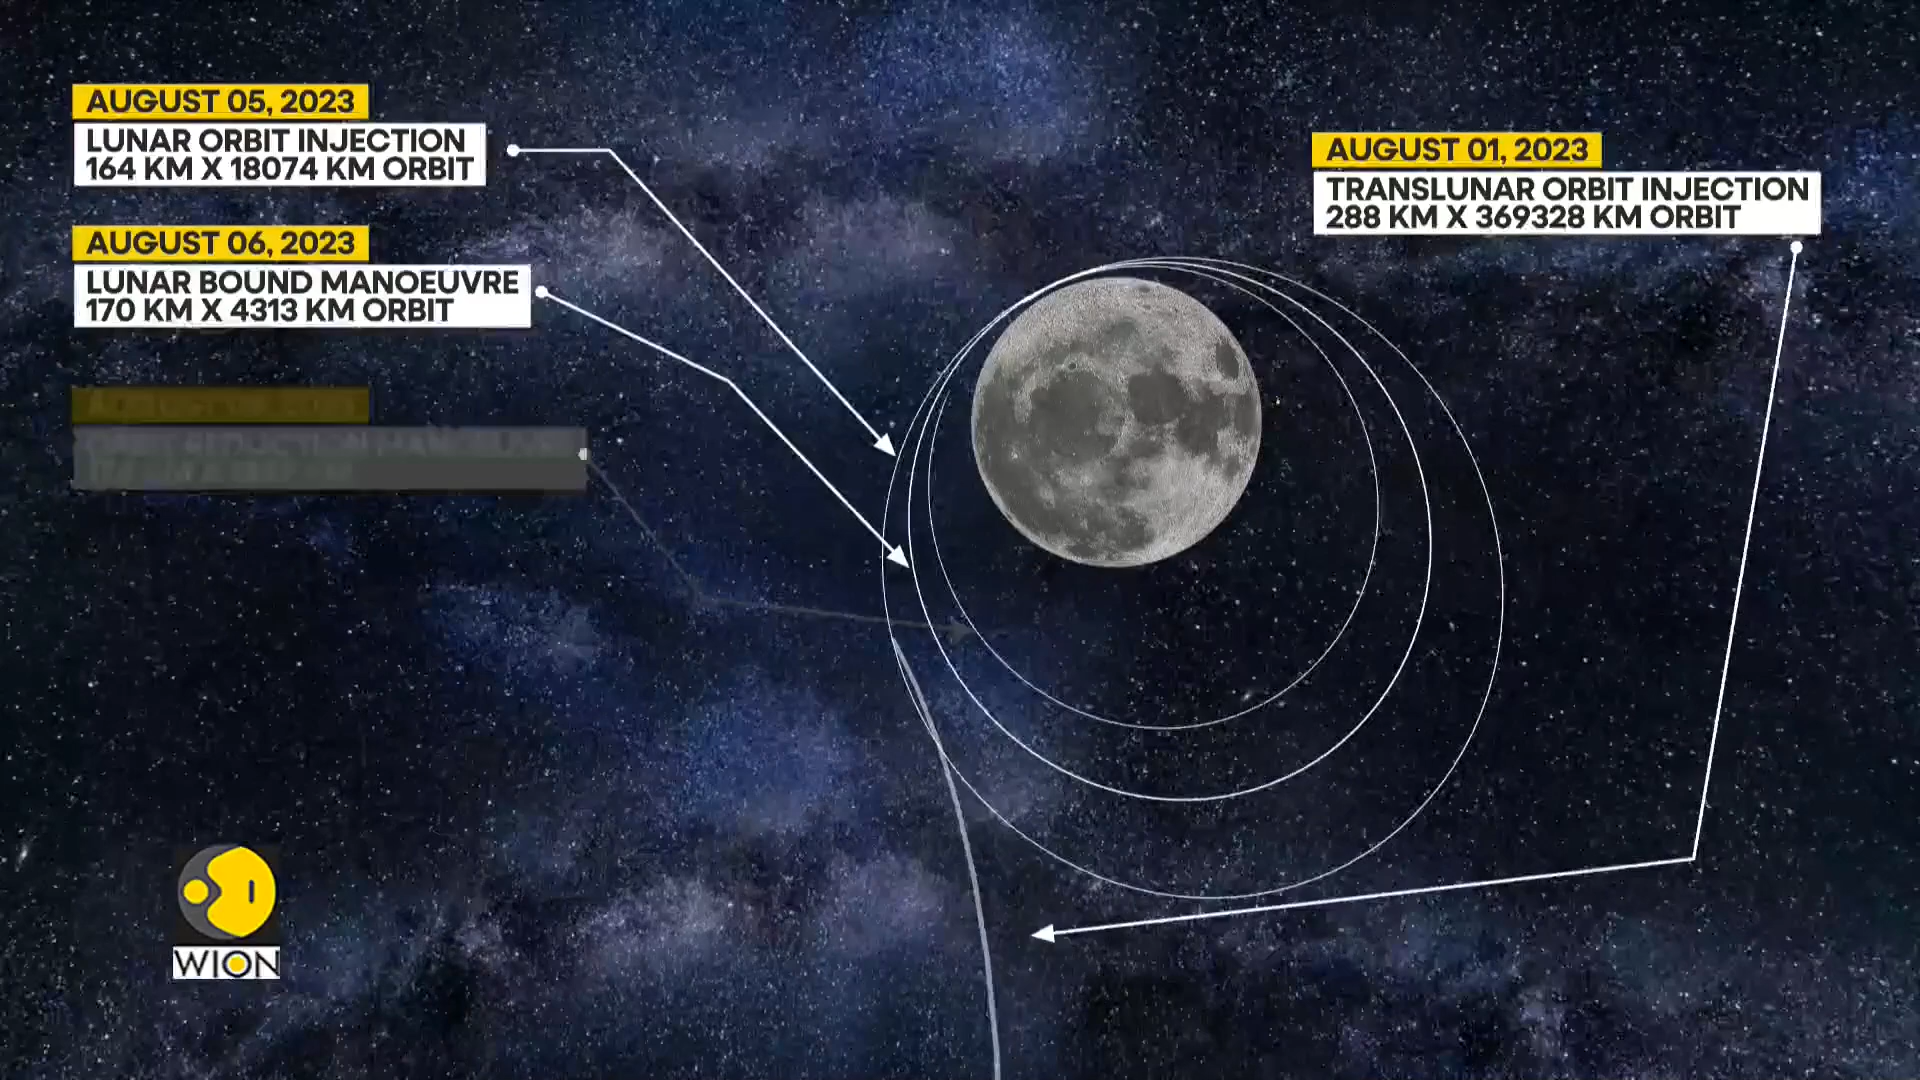 AUGUST 05, 2023
LUNAR ORBIT INJECTION
164 KM X 18074 KM ORBIT
AUGUST 06, 2023
LUNAR BOUND MANOEUVRE
170 KM X 4313 KM ORBIT
AUGUST 01, 2023
TRANSLUNAR ORBIT INJECTION
288 KM X 369328 KM ORBIT
WION